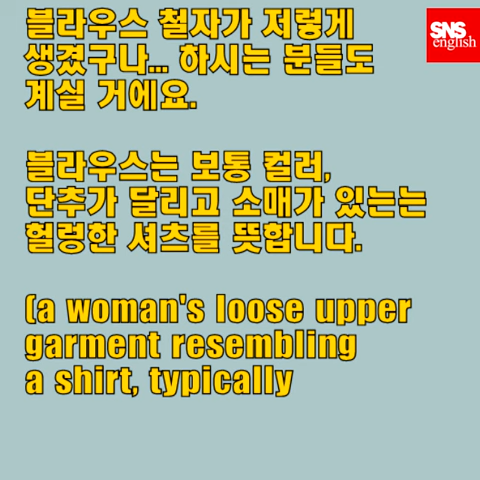 블라우스 철자가 저렇게
생겼구나... 하시는 분들도
계실 거에요.
블라우스는 보통 컬러,
단추가 달리고 소매가 있는는
헐렁한 셔츠를 뜻합니다.
(a woman's loose upper
garment resembling
a shirt, typically
SNS
english